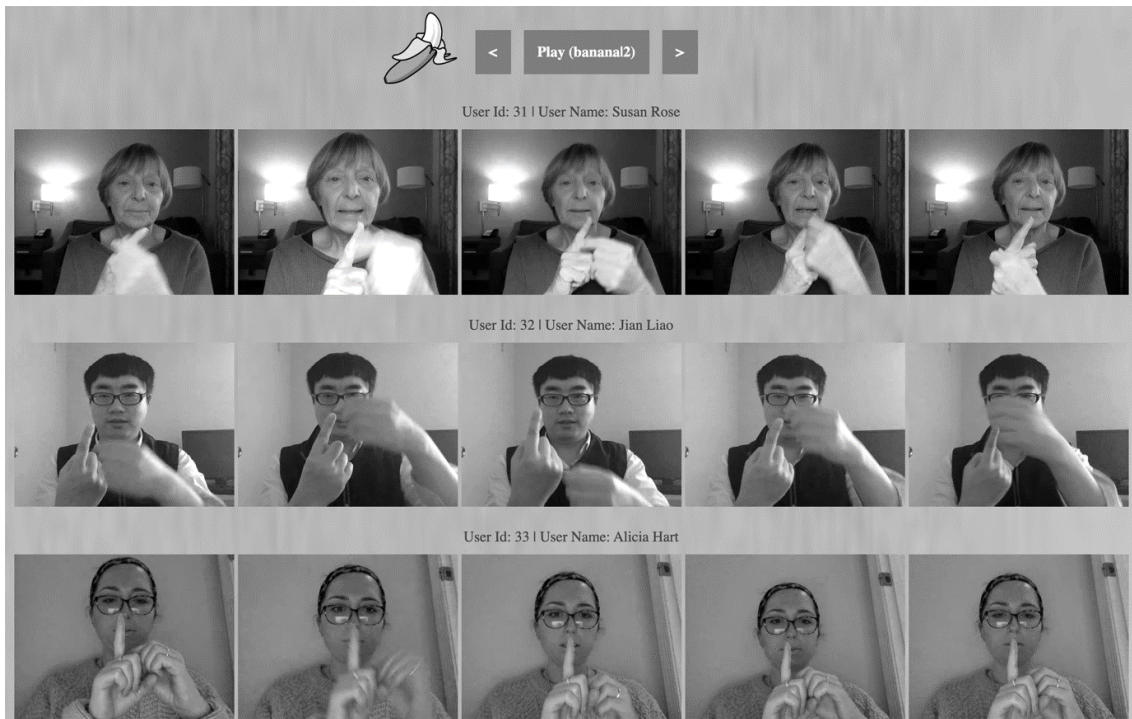 < Play (banana|2) >
User Id: 31 | User Name: Susan Rose
User Id: 32 | User Name: Jian Liao
User Id: 33 | User Name: Alicia Hart